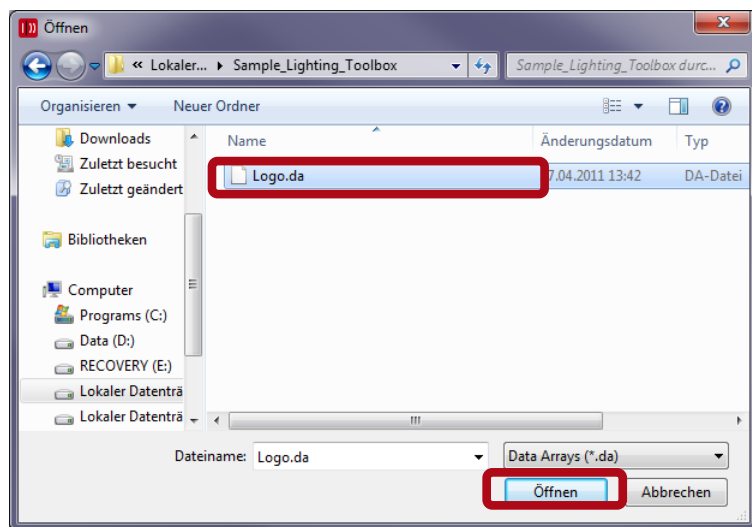 Öffnen
« Lokaler... ▸ Sample_Lighting_Toolbox
Sample_Lighting_Toolbox durc...
Organisieren
Neuer Ordner
Name
Änderungsdatum
Typ
Downloads
Zuletzt besucht
Zuletzt geändert
Logo.da
7.04.2011 13:42
DA-Datei
Bibliotheken
Computer
Programs (C:)
Data (D:)
RECOVERY (E:)
Lokaler Datenträ
Lokaler Datenträ
Dateiname: Logo.da
Data Arrays (*.da)
Öffnen
Abbrechen